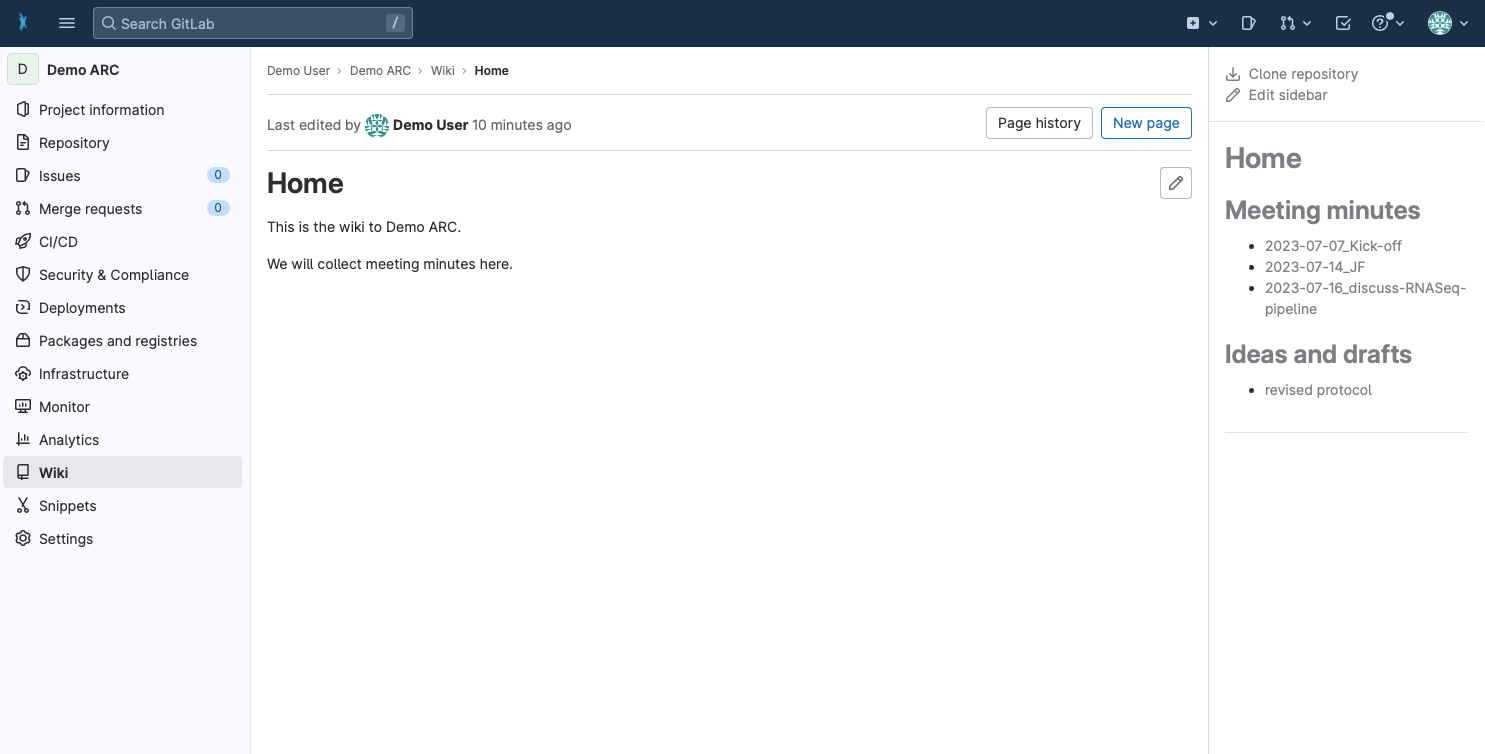 Search GitLab /
D Demo ARC
Project information
Repository
Issues 0
Merge requests 0
CI/CD
Security & Compliance
Deployments
Packages and registries
Infrastructure
Monitor
Analytics
Wiki
Snippets
Settings
Demo User › Demo ARC › Wiki › Home
Last edited by Demo User 10 minutes ago
Page history
New page
Home
This is the wiki to Demo ARC.
We will collect meeting minutes here.
Clone repository
Edit sidebar
Home
Meeting minutes
• 2023-07-07_Kick-off
• 2023-07-14_JF
• 2023-07-16_discuss-RNASeq-
pipeline
Ideas and drafts
• revised protocol